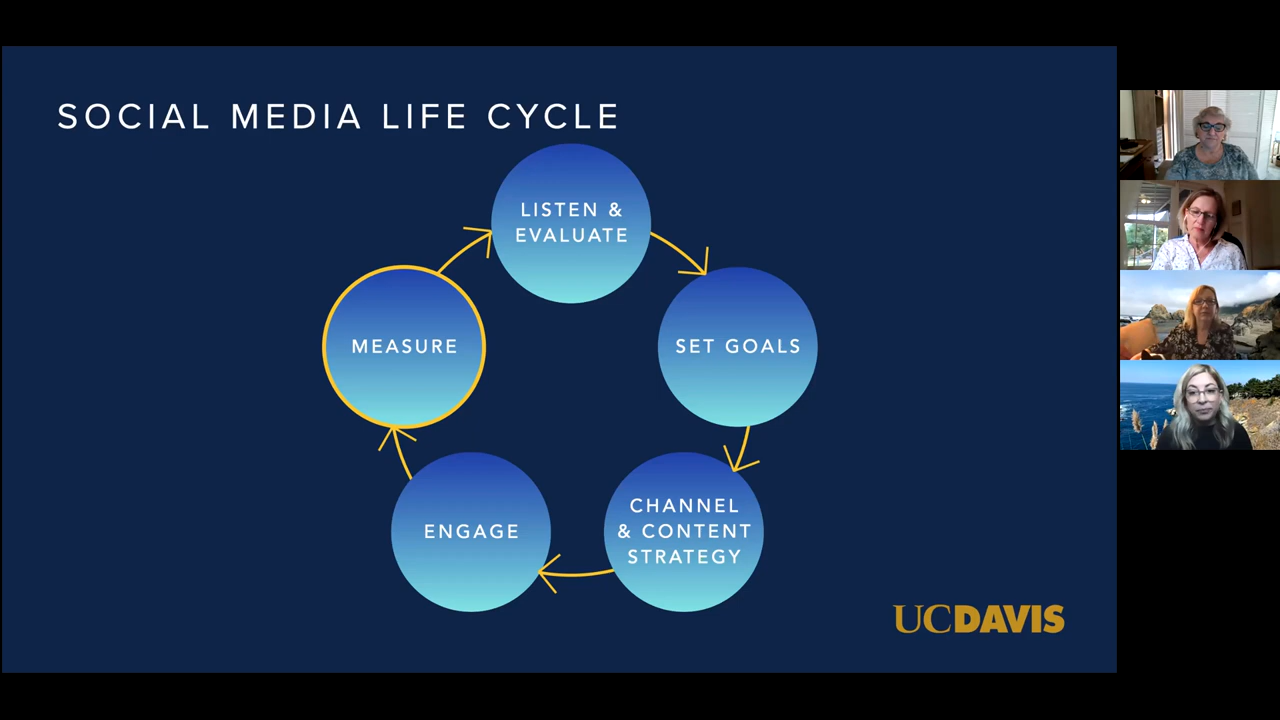 SOCIAL MEDIA LIFE CYCLE
LISTEN &
EVALUATE
MEASURE
SET GOALS
CHANNEL
& CONTENT
STRATEGY
ENGAGE
UCDAVIS